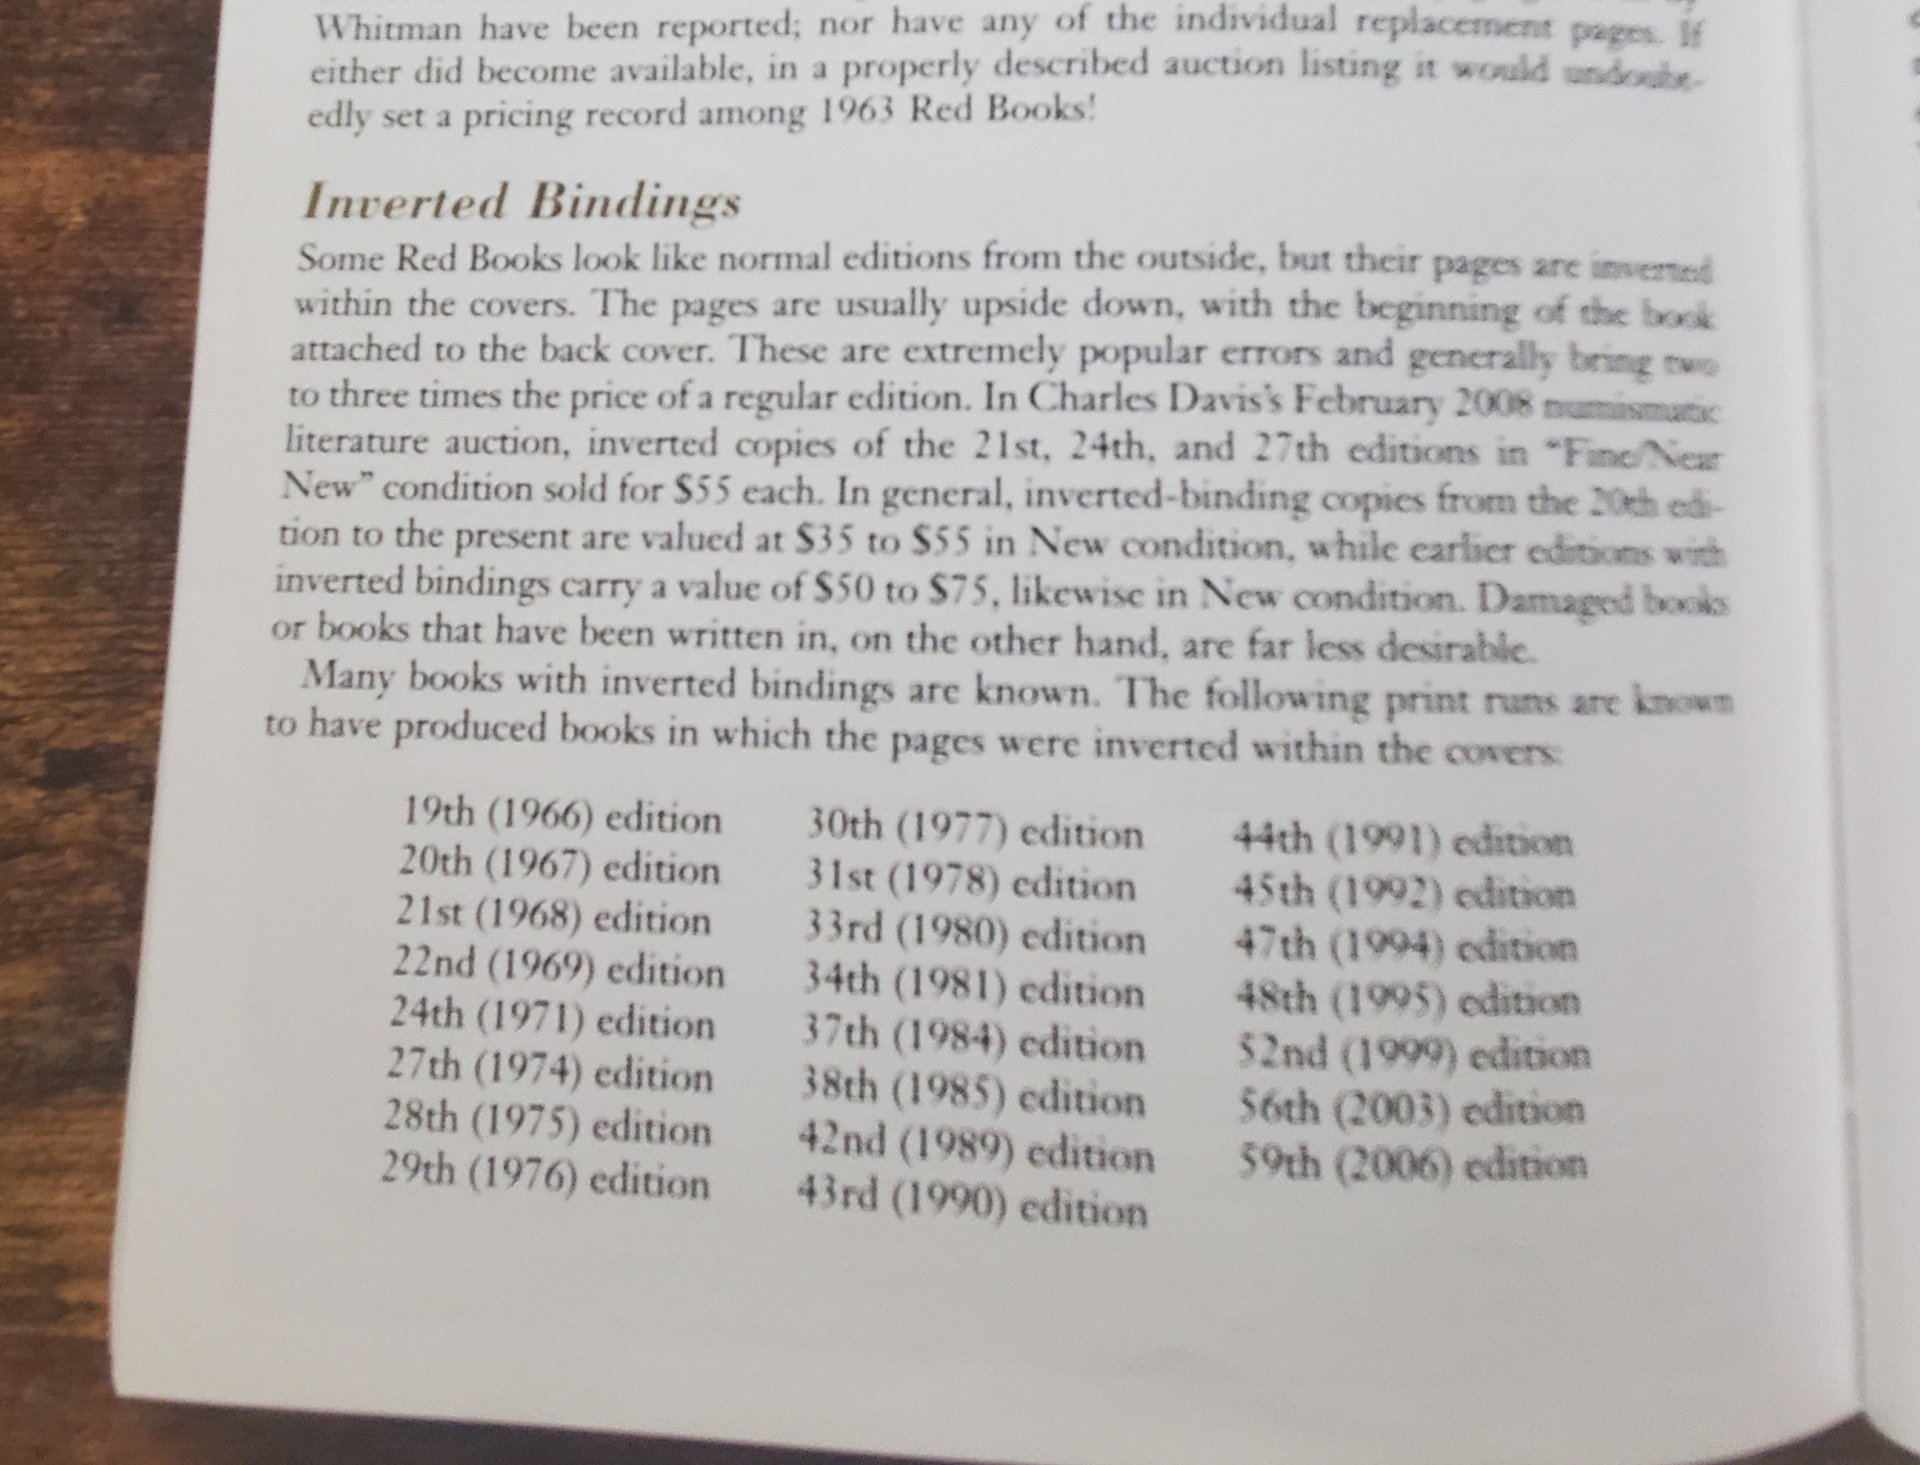 Whitman have been reported; nor have any of the individual replacement pages. If
either did become available, in a properly described auction listing it would undoubt-
edly set a pricing record among 1963 Red Books!
Inverted Bindings
Some Red Books look like normal editions from the outside, but their pages are inverted
within the covers. The pages are usually upside down, with the beginning of the book
attached to the back cover. These are extremely popular errors and generally bring two
to three times the price of a regular edition. In Charles Davis's February 2008 numismatic
literature auction, inverted copies of the 21st, 24th, and 27th editions in “Fine/Near
New” condition sold for $55 each. In general, inverted-binding copies from the 20th edi-
tion to the present are valued at $35 to $55 in New condition, while earlier editions with
inverted bindings carry a value of $50 to $75, likewise in New condition. Damaged books
or books that have been written in, on the other hand, are far less desirable.
Many books with inverted bindings are known. The following print runs are known
to have produced books in which the pages were inverted within the covers:
19th (1966) edition
20th (1967) edition
21st (1968) edition
22nd (1969) edition
24th (1971) edition
27th (1974) edition
28th (1975) edition
29th (1976) edition
30th (1977) edition
31st (1978) edition
33rd (1980) edition
34th (1981) edition
37th (1984) edition
38th (1985) edition
42nd (1989) edition
43rd (1990) edition
44th (1991) edition
45th (1992) edition
47th (1994) edition
48th (1995) edition
52nd (1999) edition
56th (2003) edition
59th (2006) edition